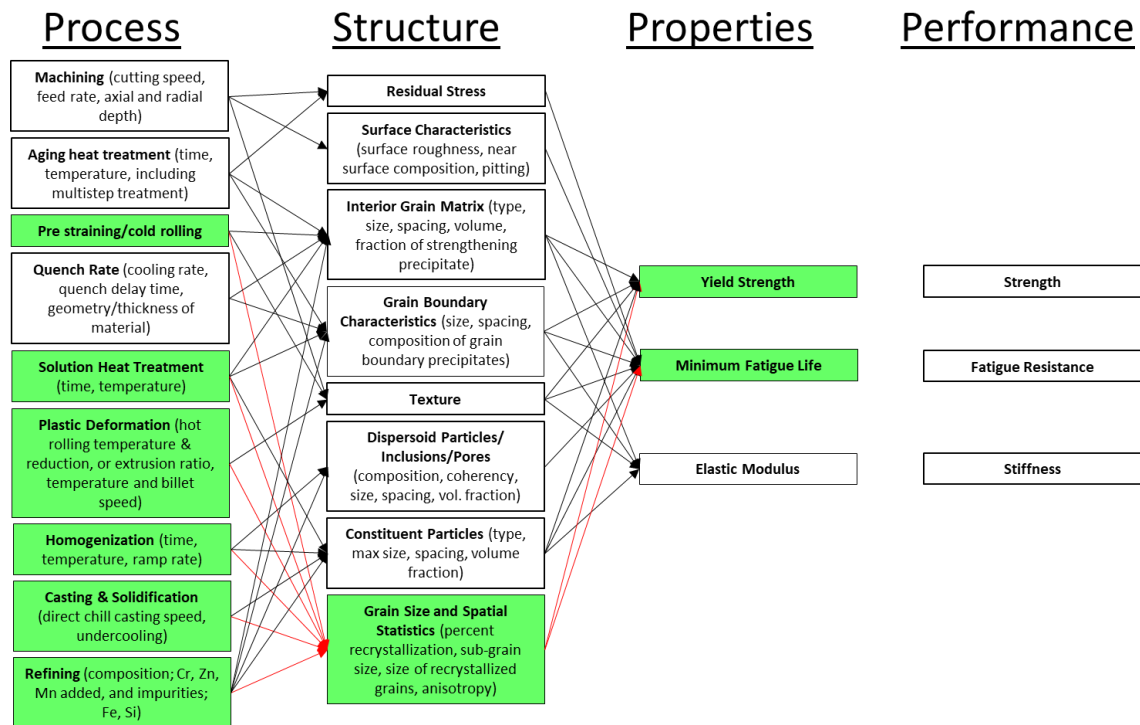 Process
Structure
Properties
Performance
Machining (cutting speed,
feed rate, axial and radial
depth)
Aging heat treatment (time,
temperature, including
multistep treatment)
Pre straining/cold rolling
Quench Rate (cooling rate,
quench delay time,
geometry/thickness of
material)
Solution Heat Treatment
(time, temperature)
Plastic Deformation (hot
rolling temperature &
reduction, or extrusion ratio,
temperature and billet
speed)
Homogenization (time,
temperature, ramp rate)
Casting & Solidification
(direct chill casting speed,
undercooling)
Refining (composition; Cr, Zn,
Mn added, and impurities;
Fe, Si)
Residual Stress
Surface Characteristics
(surface roughness, near
surface composition, pitting)
Interior Grain Matrix (type,
size, spacing, volume,
fraction of strengthening
precipitate)
Grain Boundary
Characteristics (size, spacing,
composition of grain
boundary precipitates)
Texture
Dispersoid Particles/
Inclusions/Pores
(composition, coherency,
size, spacing, vol. fraction)
Constituent Particles (type,
max size, spacing, volume
fraction)
Grain Size and Spatial
Statistics (percent
recrystallization, sub-grain
size, size of recrystallized
grains, anisotropy)
Yield Strength
Minimum Fatigue Life
Elastic Modulus
Strength
Fatigue Resistance
Stiffness